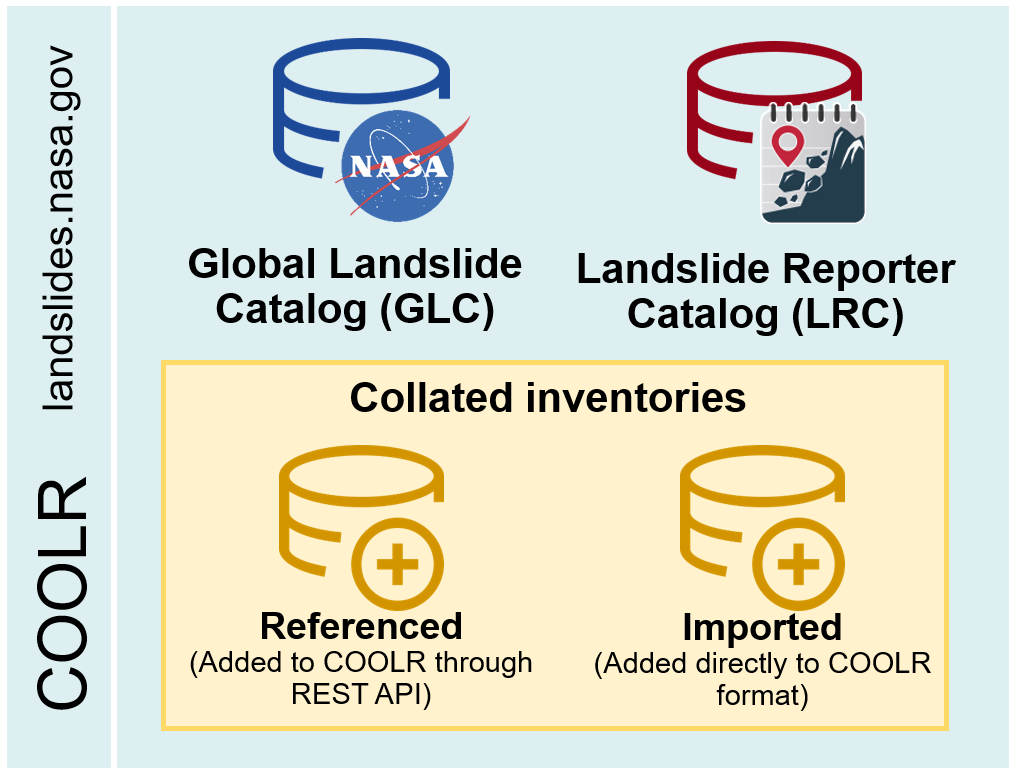 landslides.nasa.gov
COOLR
NASA
Global Landslide
Catalog (GLC)
Landslide Reporter
Catalog (LRC)
Collated inventories
Referenced
(Added to COOLR through
REST API)
Imported
(Added directly to COOLR
format)